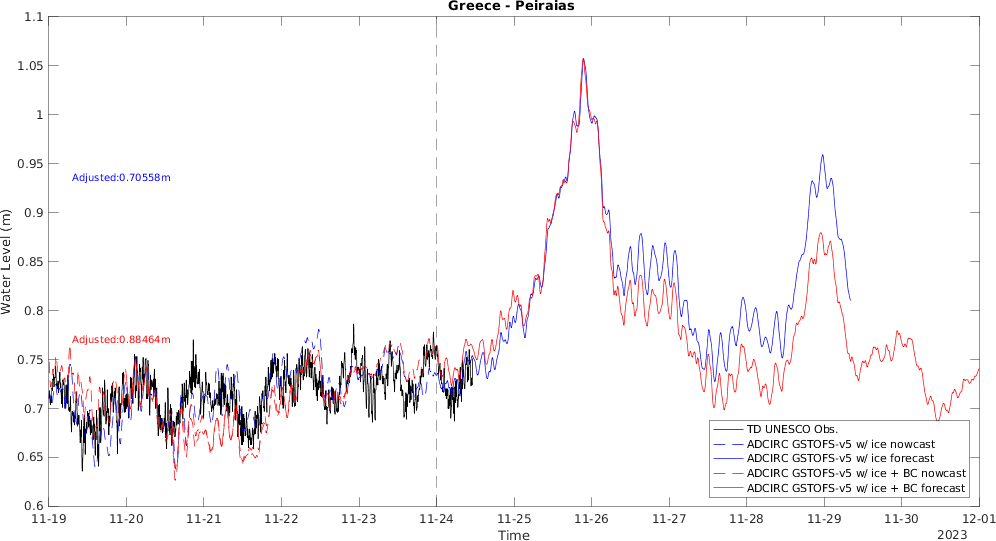 Greece - Peiraias
1.1
1.05
1
0.95
0.9
0.85
0.8
0.75
0.7
0.65
0.6
Water Level (m)
Adjusted:0.70558m
Adjusted:0.88464m
TD UNESCO Obs.
ADCIRC GSTOFS-v5 w/ ice nowcast
ADCIRC GSTOFS-v5 w/ ice forecast
ADCIRC GSTOFS-v5 w/ ice + BC nowcast
ADCIRC GSTOFS-v5 w/ ice + BC forecast
11-19 11-20 11-21 11-22 11-23 11-24 11-25 11-26 11-27 11-28 11-29 11-30 12-01
Time
2023